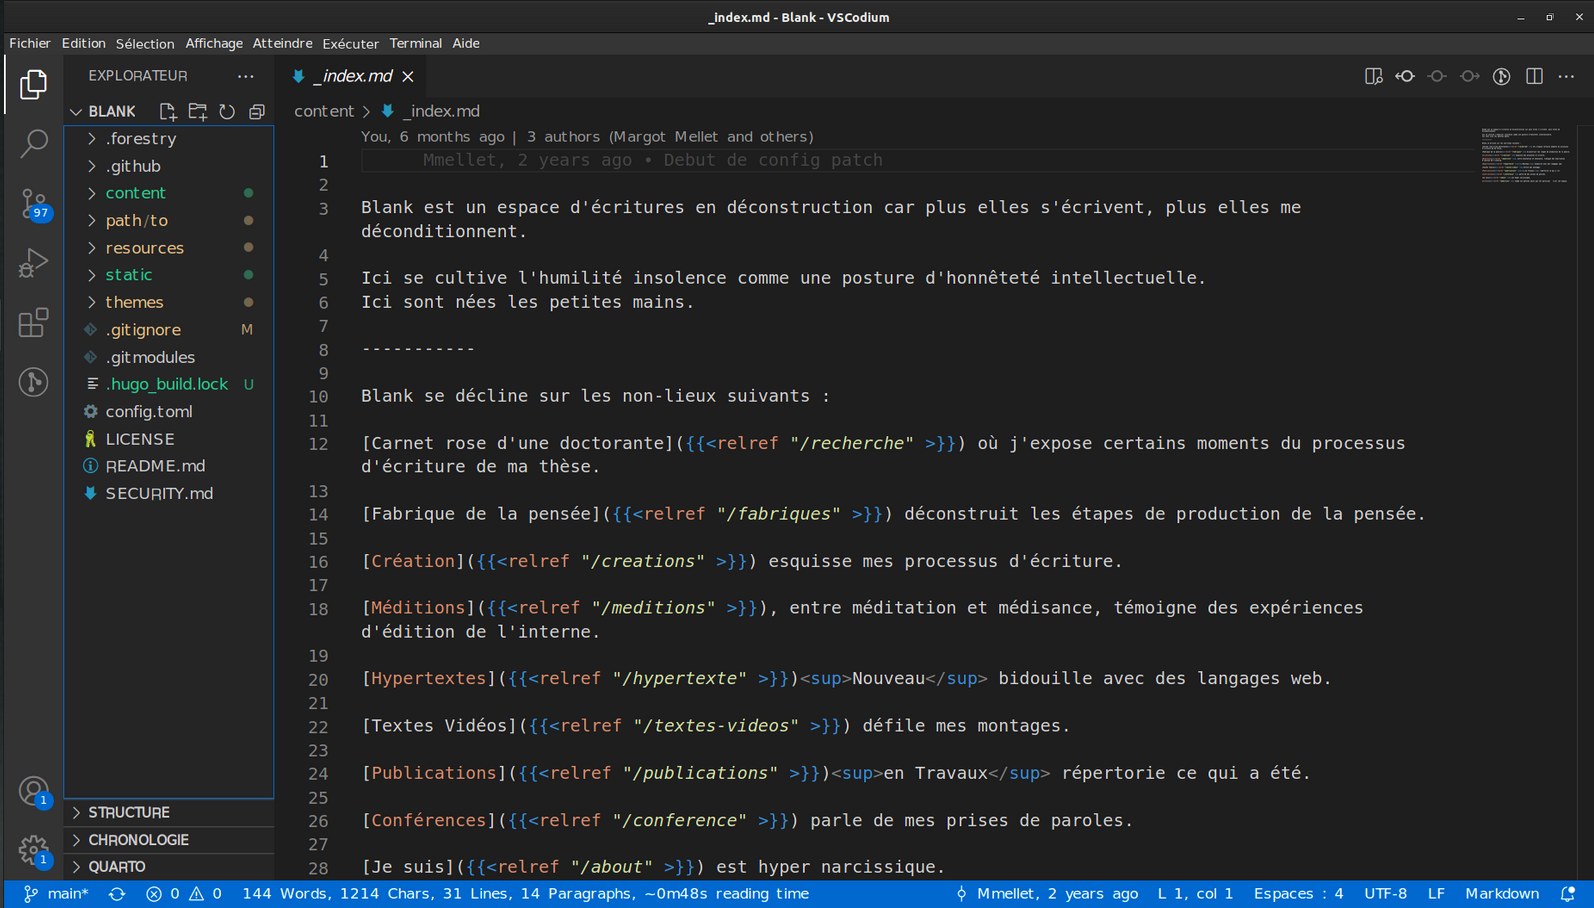 _index.md - Blank - VSCodium
Fichier Edition Sélection Affichage Atteindre Exécuter Terminal Aide
EXPLORATEUR
BLANK
.forestry
.github
content
path/to
resources
static
themes
.gitignore M
.gitmodules
.hugo_build.lock U
config.toml
LICENSE
README.md
SECURITY.md
STRUCTURE
CHRONOLOGIE
QUARTO
97
1
1
_index.md
content > _index.md
You, 6 months ago | 3 authors (Margot Mellet and others)
1 Mmellet, 2 years ago • Debut de config patch
2
3 Blank est un espace d'écritures en déconstruction car plus elles s'écrivent, plus elles me
déconditionnent.
4
5 Ici se cultive l'humilité insolence comme une posture d'honnêteté intellectuelle.
6 Ici sont nées les petites mains.
7
8 -----------
9
10 Blank se décline sur les non-lieux suivants :
11
12 [Carnet rose d'une doctorante]({{<relref "/recherche" >}}) où j'expose certains moments du processus
d'écriture de ma thèse.
13
14 [Fabrique de la pensée]({{<relref "/fabriques" >}}) déconstruit les étapes de production de la pensée.
15
16 [Création]({{<relref "/creations" >}}) esquisse mes processus d'écriture.
17
18 [Méditions]({{<relref "/meditions" >}}), entre méditation et médisance, témoigne des expériences
d'édition de l'interne.
19
20 [Hypertextes]({{<relref "/hypertexte" >}})<sup>Nouveau</sup> bidouille avec des langages web.
21
22 [Textes Vidéos]({{<relref "/textes-videos" >}}) défile mes montages.
23
24 [Publications]({{<relref "/publications" >}})<sup>en Travaux</sup> répertorie ce qui a été.
25
26 [Conférences]({{<relref "/conference" >}}) parle de mes prises de paroles.
27
28 [Je suis]({{<relref "/about" >}}) est hyper narcissique.
main* 0 0 144 Words, 1214 Chars, 31 Lines, 14 Paragraphs, ~0m48s reading time Mmellet, 2 years ago L 1, col 1 Espaces : 4 UTF-8 LF Markdown